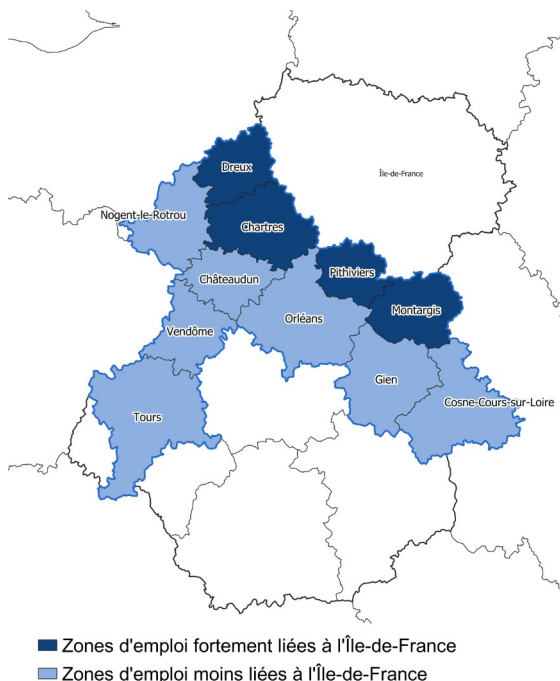 Dreux
Île-de-France
Nogent-le-Rotrou
Chartres
Pithiviers
Châteaudun
Montargis
Orléans
Vendôme
Gien
Cosne-Cours-sur-Loire
Tours
Zones d'emploi fortement liées à l'Île-de-France
Zones d'emploi moins liées à l'Île-de-France